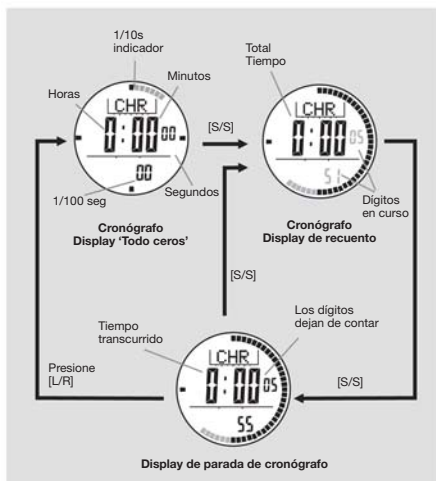 1/10s
indicador
Minutos
Horas
CHR
0:00 00
00
1/100 seg
Segundos
Cronógrafo
Display ‘Todo ceros’
[S/S]
Total
Tiempo
CHR
0:00 05
51
Dígitos
en curso
Cronógrafo
Display de recuento
[S/S]
Tiempo
transcurrido
Los dígitos
dejan de contar
CHR
0:00 05
55
Presione
[L/R]
[S/S]
Display de parada de cronógrafo